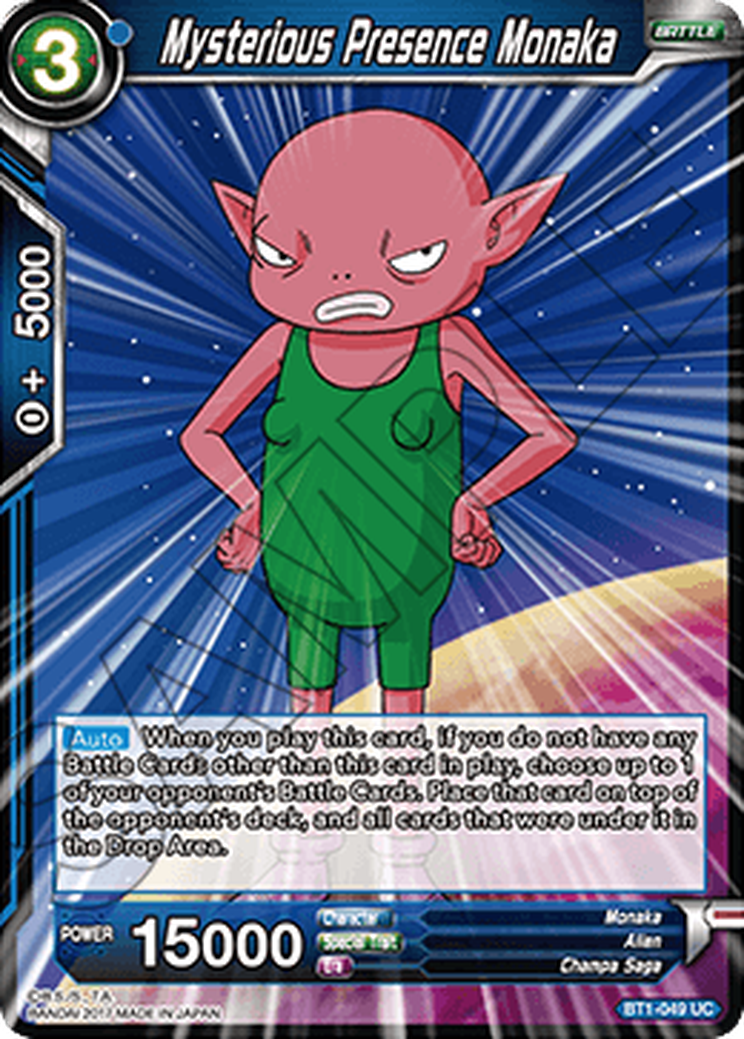 3
Mysterious Presence Monaka
BATTLE
0+ 5000
SAMPLE
Auto When you play this card, if you do not have any
Battle Cards other than this card in play, choose up to 1
of your opponent's Battle Cards. Place that card on top of
the opponent's deck, and all cards that were under it in
the Drop Area.
POWER 15000
Character Monaka
Special Trait Alien
Era Champa Saga
BANDAI 2017 MADE IN JAPAN
BT1-049 UC